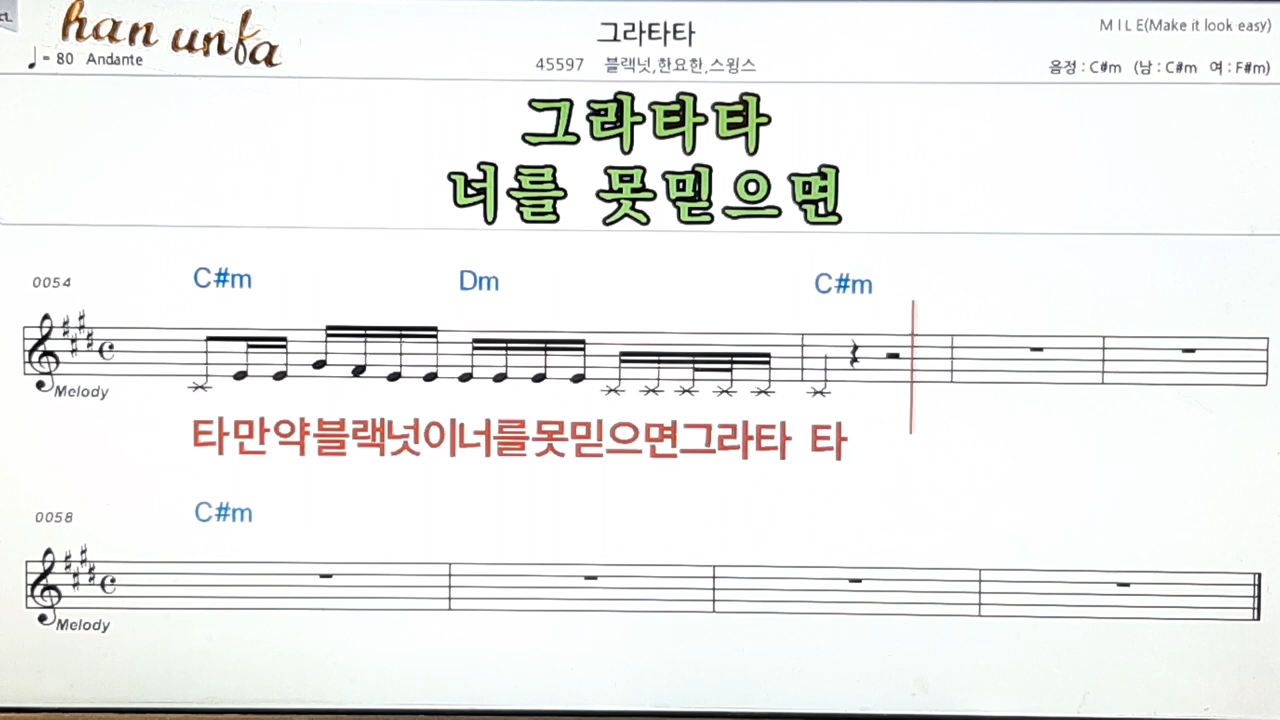 han unfa
그라타타
M I L E(Make it look easy)
♩= 80 Andante
45597 블랙넛,한요한,스윙스
음정 : C#m (남 : C#m 여 : F#m)
그라타타
너를 못믿으면
0054
C#m Dm C#m
Melody
타만약블랙넛이너를못믿으면그라타 타
0058
C#m
Melody